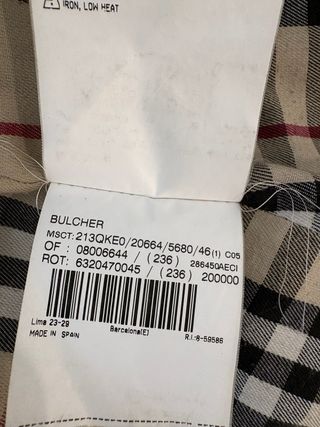 IRON, LOW HEAT
BULCHER
MSCT: 213QKE0/20664/5680/46(1) C05
OF : 08006644 / (236) 286450AECI
ROT: 6320470045 / (236) 200000
Lima 23-29
Barcelona(E)
MADE IN SPAIN
R.I.:8-59586